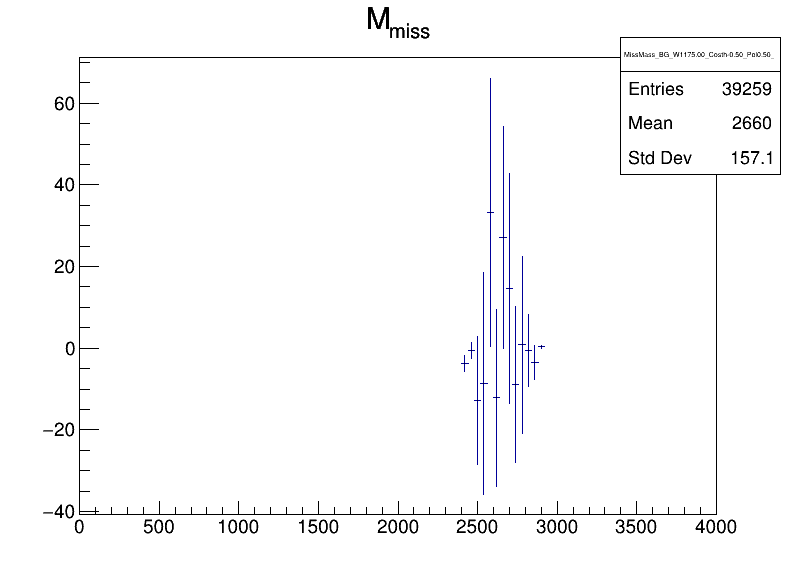 M_miss
MissMass_BG_W1175.00_Costh-0.50_Pol0.50_
Entries 39259
Mean 2660
Std Dev 157.1
60
40
20
0
−20
−40
0 500 1000 1500 2000 2500 3000 3500 4000